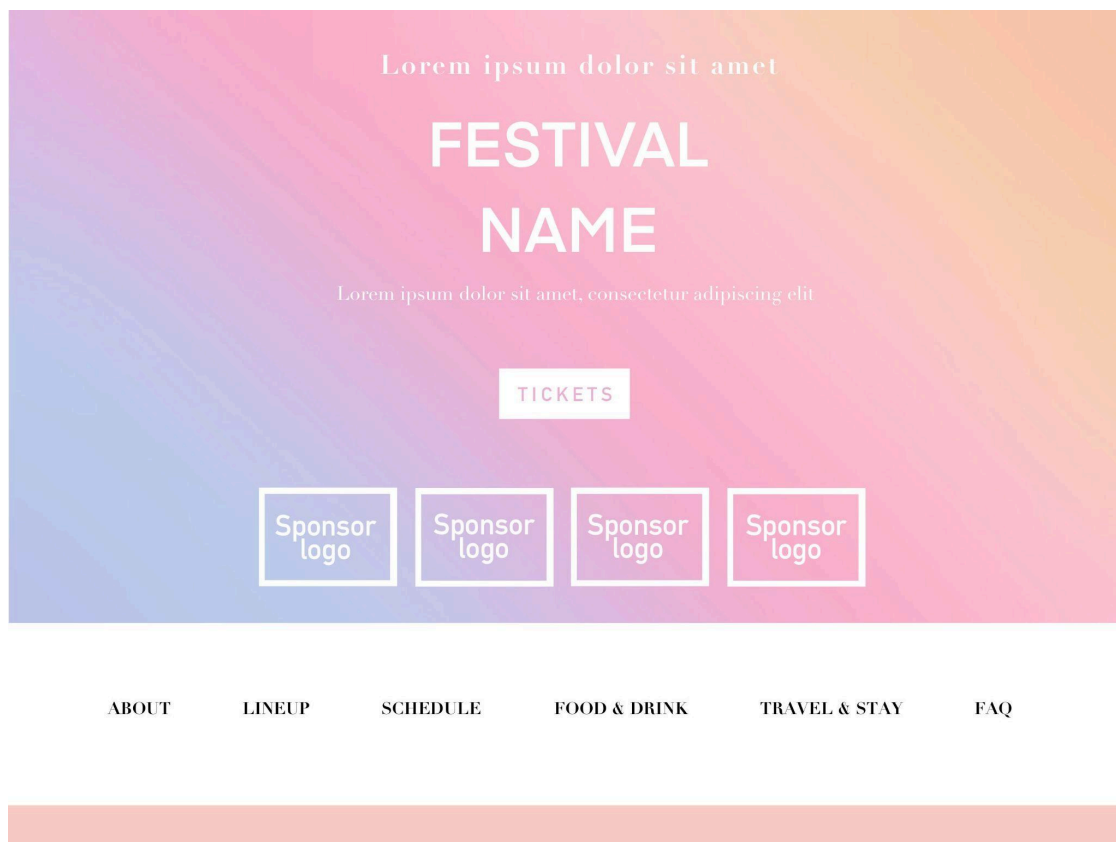 Lorem ipsum dolor sit amet
FESTIVAL
NAME
Lorem ipsum dolor sit amet, consectetur adipiscing elit
TICKETS
Sponsor
logo
Sponsor
logo
Sponsor
logo
Sponsor
logo
ABOUT LINEUP SCHEDULE FOOD & DRINK TRAVEL & STAY FAQ